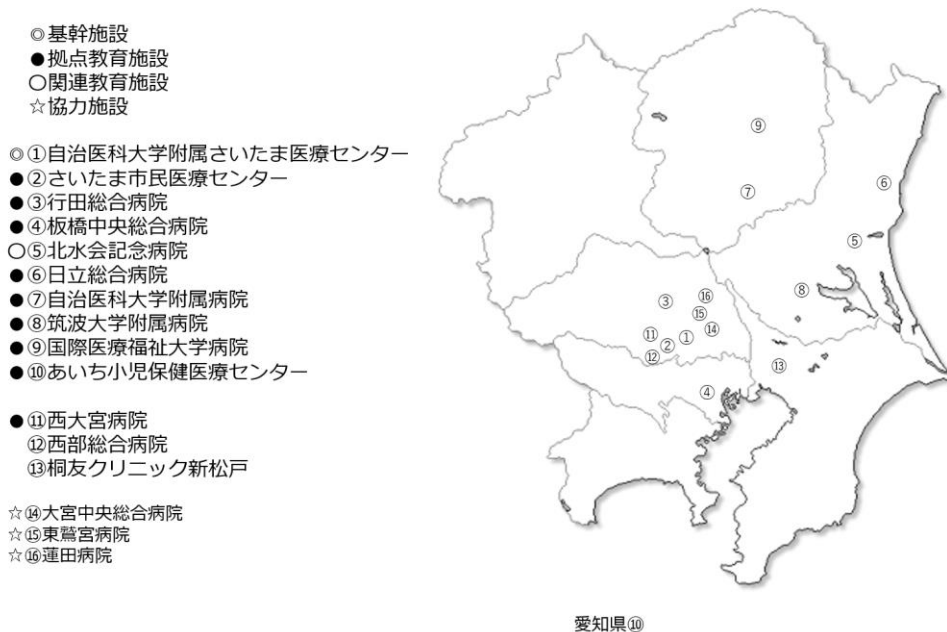 ◎基幹施設
●拠点教育施設
○関連教育施設
☆協力施設
◎①自治医科大学附属さいたま医療センター
●②さいたま市民医療センター
●③行田総合病院
●④板橋中央総合病院
○⑤北水会記念病院
●⑥日立総合病院
●⑦自治医科大学附属病院
●⑧筑波大学附属病院
●⑨国際医療福祉大学病院
●⑩あいち小児保健医療センター
●⑪西大宮病院
⑫西部総合病院
⑬桐友クリニック新松戸
☆⑭大宮中央総合病院
☆⑮東鷲宮病院
☆⑯蓮田病院
⑨
⑦
⑥
⑤
⑧
⑯
③
⑮
⑭
⑪
①
②
⑫
⑬
④
愛知県⑩